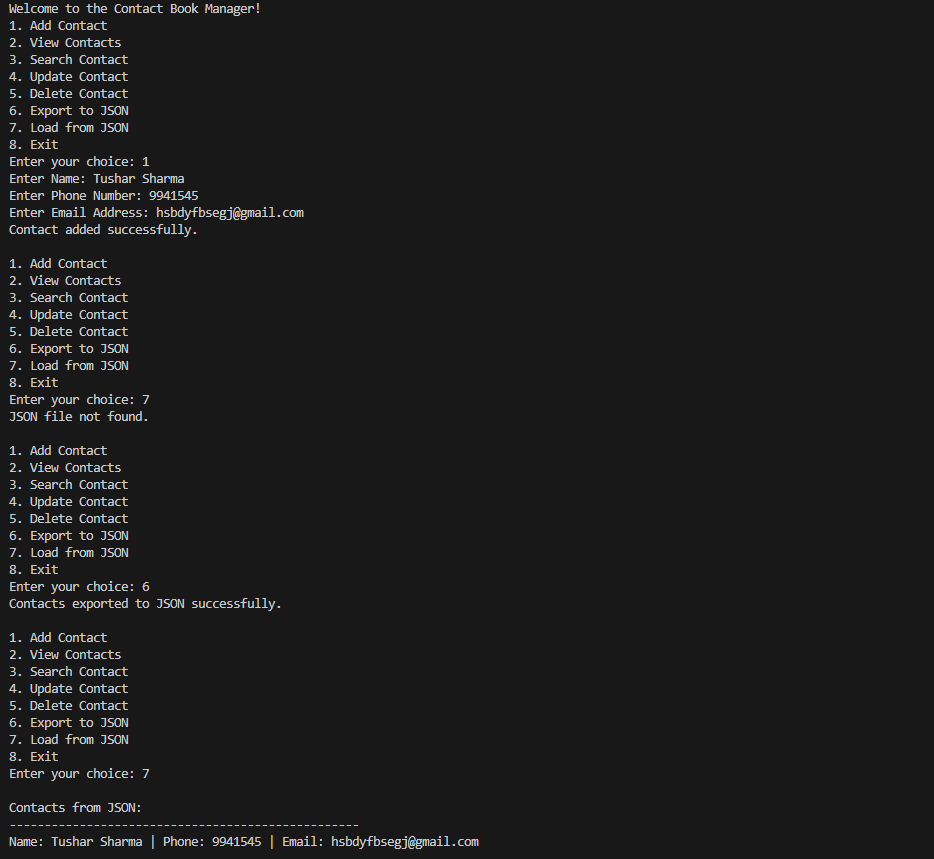 Welcome to the Contact Book Manager!
1. Add Contact
2. View Contacts
3. Search Contact
4. Update Contact
5. Delete Contact
6. Export to JSON
7. Load from JSON
8. Exit
Enter your choice: 1
Enter Name: Tushar Sharma
Enter Phone Number: 9941545
Enter Email Address: hsbdyfbsegj@gmail.com
Contact added successfully.

1. Add Contact
2. View Contacts
3. Search Contact
4. Update Contact
5. Delete Contact
6. Export to JSON
7. Load from JSON
8. Exit
Enter your choice: 7
JSON file not found.

1. Add Contact
2. View Contacts
3. Search Contact
4. Update Contact
5. Delete Contact
6. Export to JSON
7. Load from JSON
8. Exit
Enter your choice: 6
Contacts exported to JSON successfully.

1. Add Contact
2. View Contacts
3. Search Contact
4. Update Contact
5. Delete Contact
6. Export to JSON
7. Load from JSON
8. Exit
Enter your choice: 7

Contacts from JSON:
--------------------------------------------------
Name: Tushar Sharma | Phone: 9941545 | Email: hsbdyfbsegj@gmail.com